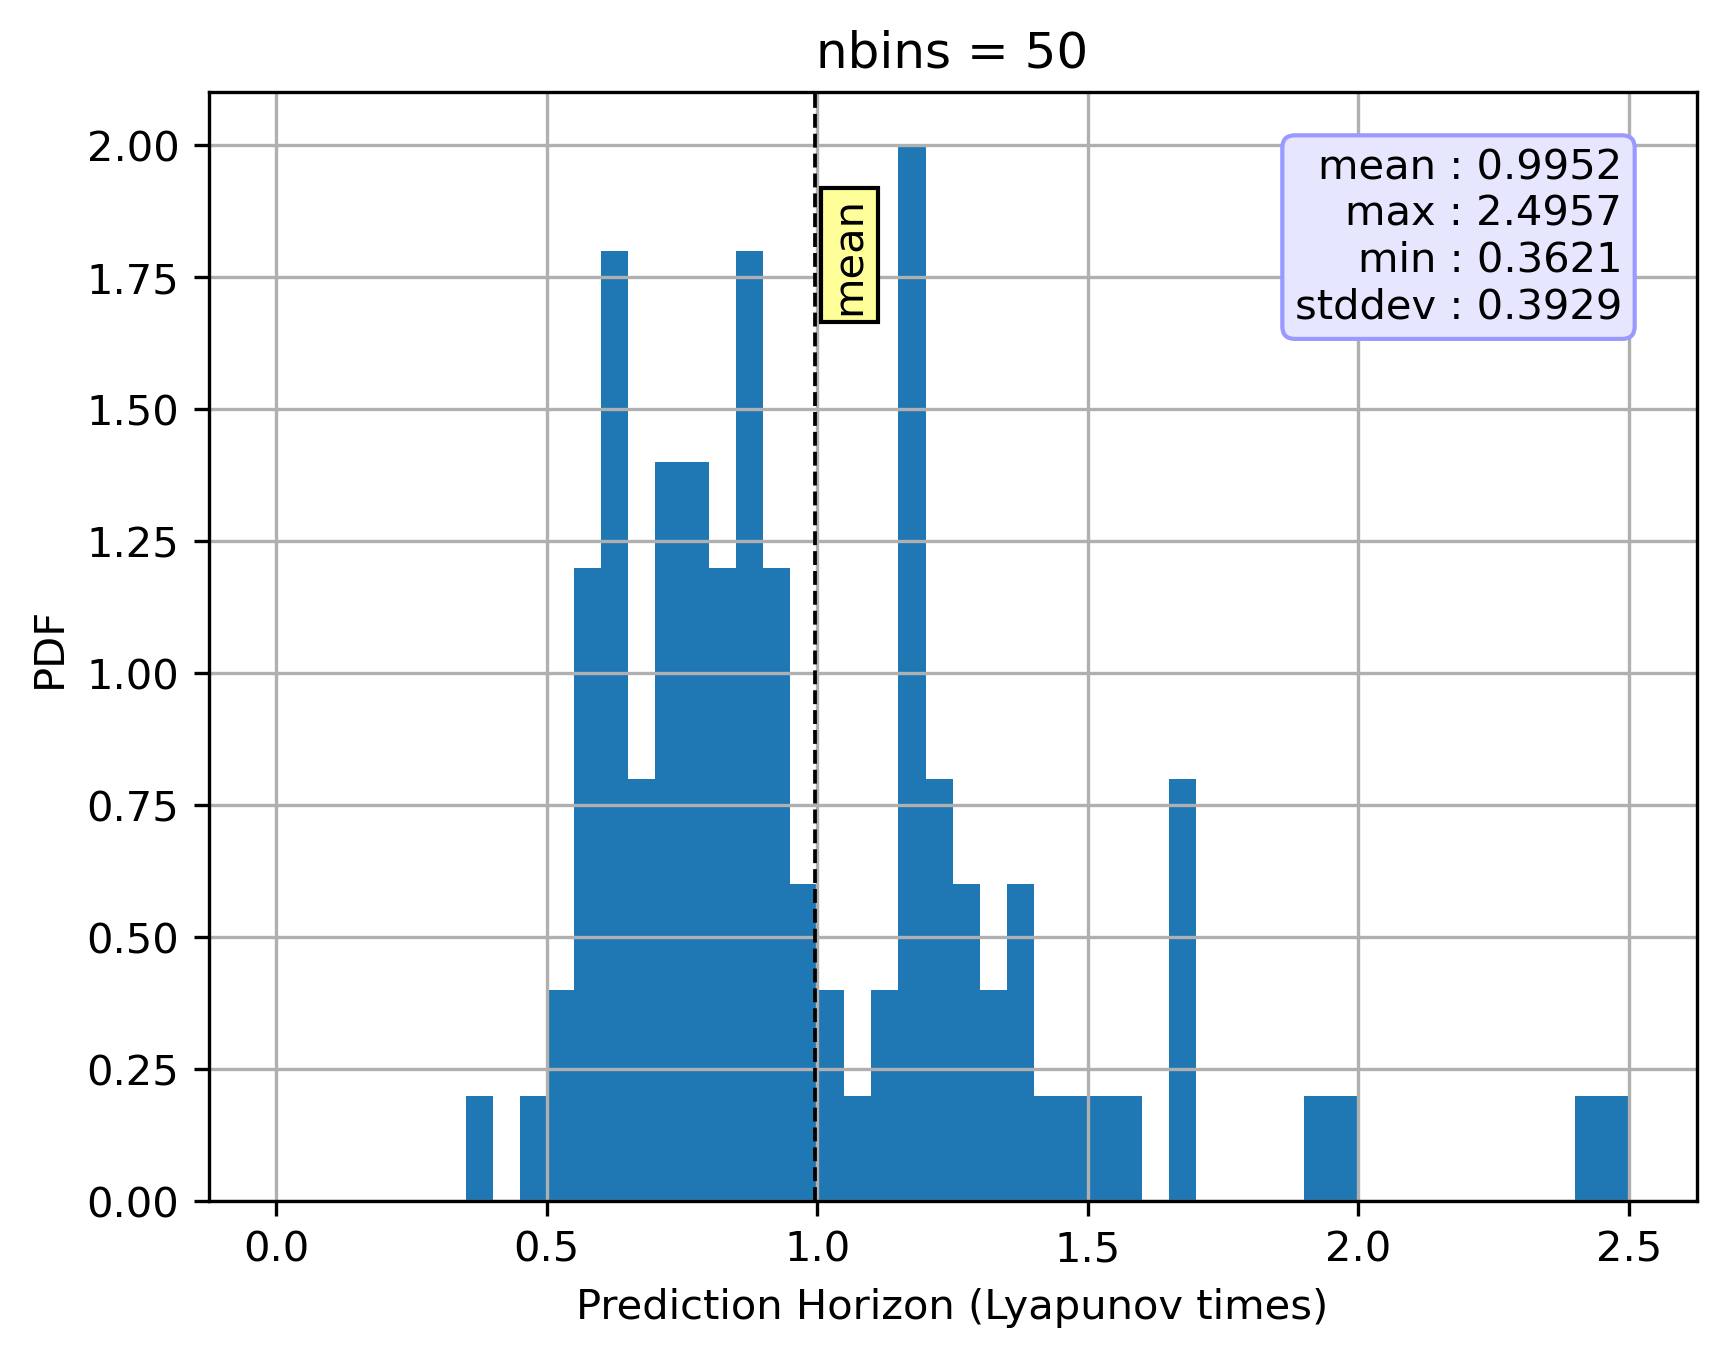 nbins = 50
2.00
1.75
1.50
1.25
1.00
0.75
0.50
0.25
0.00
PDF
mean
mean : 0.9952
max : 2.4957
min : 0.3621
stddev : 0.3929
0.0 0.5 1.0 1.5 2.0 2.5
Prediction Horizon (Lyapunov times)